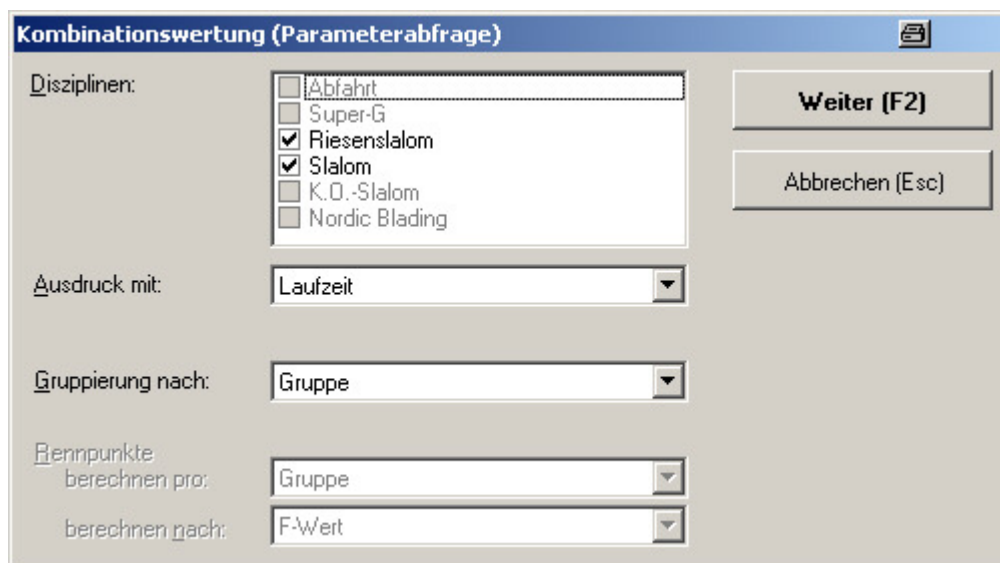 Kombinationswertung (Parameterabfrage)
Disziplinen:
Abfahrt
Super-G
Riesenslalom
Slalom
K.O.-Slalom
Nordic Blading
Weiter (F2)
Abbrechen (Esc)
Ausdruck mit:
Laufzeit
Gruppierung nach:
Gruppe
Rennpunkte
berechnen pro:
Gruppe
berechnen nach:
F-Wert